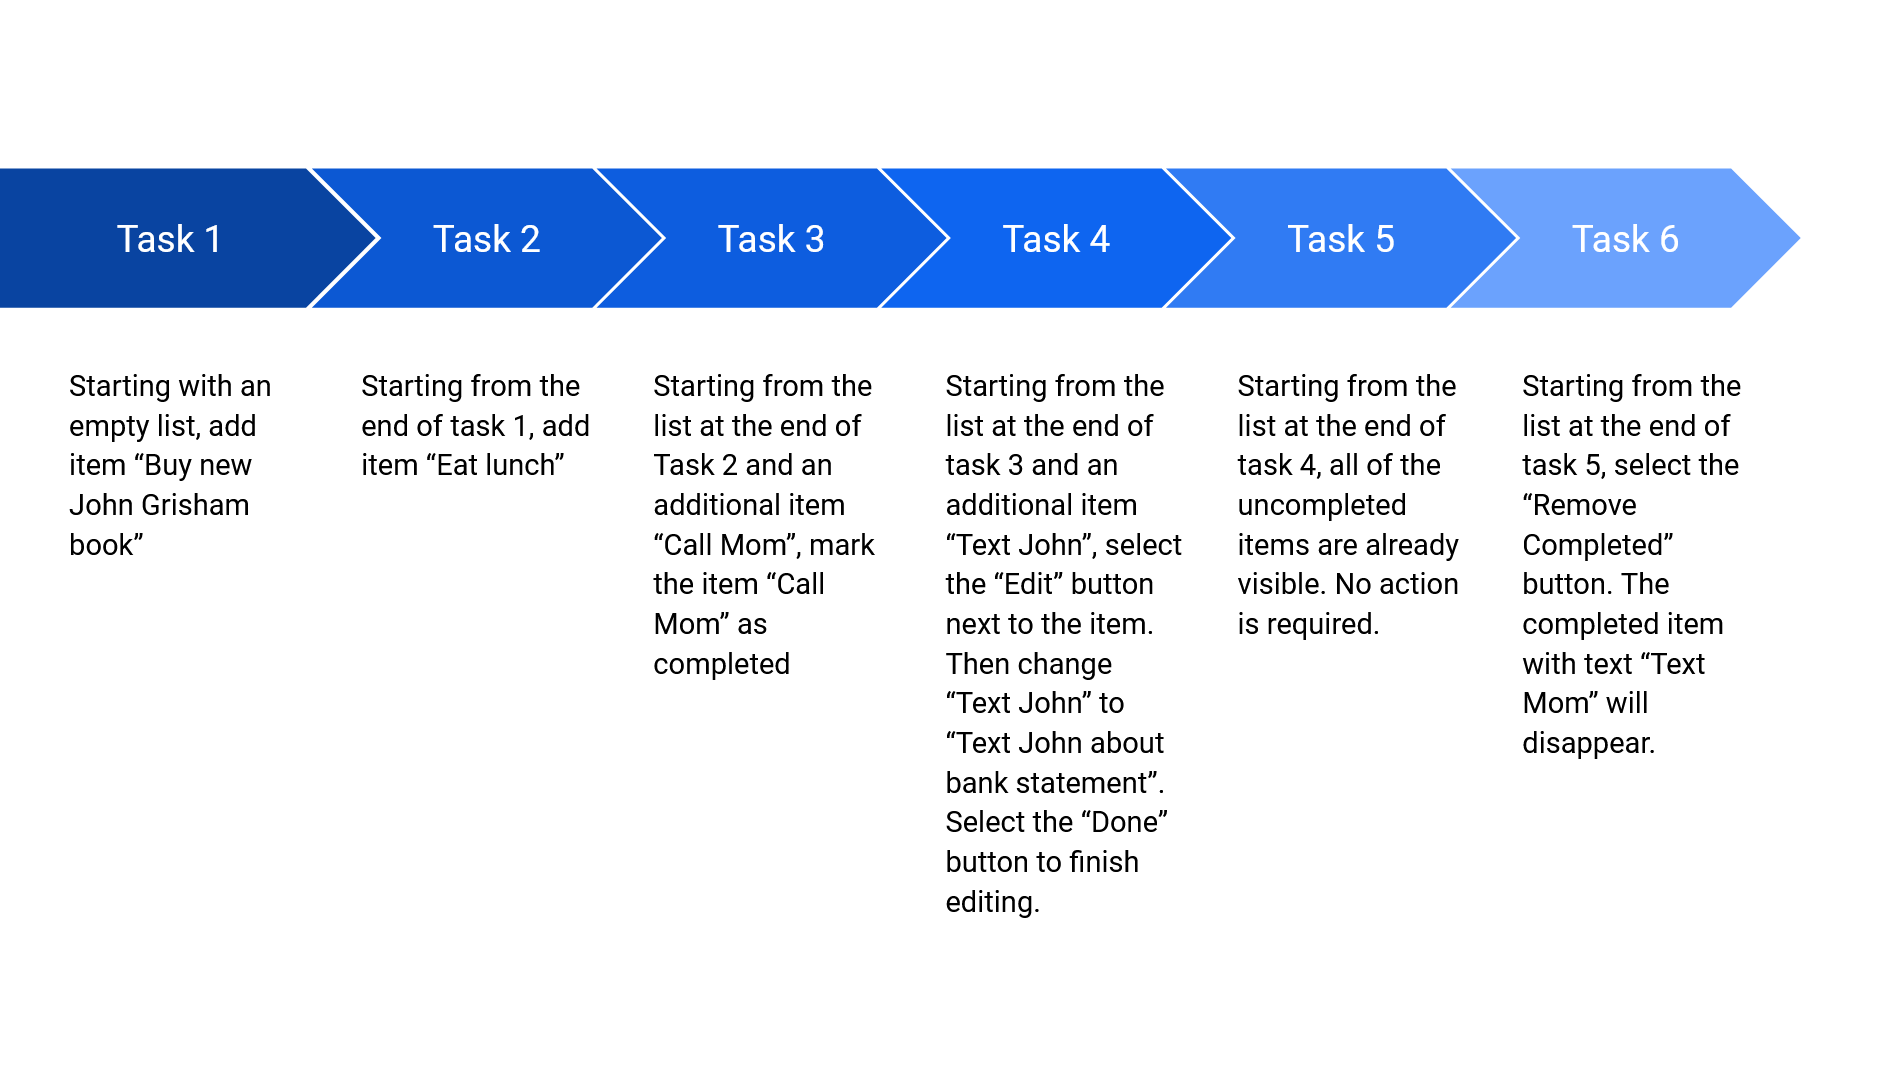 Task 1
Task 2
Task 3
Task 4
Task 5
Task 6
Starting with an
empty list, add
item “Buy new
John Grisham
book”
Starting from the
end of task 1, add
item “Eat lunch”
Starting from the
list at the end of
Task 2 and an
additional item
“Call Mom”, mark
the item “Call
Mom” as
completed
Starting from the
list at the end of
task 3 and an
additional item
“Text John”, select
the “Edit” button
next to the item.
Then change
“Text John” to
“Text John about
bank statement”.
Select the “Done”
button to finish
editing.
Starting from the
list at the end of
task 4, all of the
uncompleted
items are already
visible. No action
is required.
Starting from the
list at the end of
task 5, select the
“Remove
Completed”
button. The
completed item
with text “Text
Mom” will
disappear.